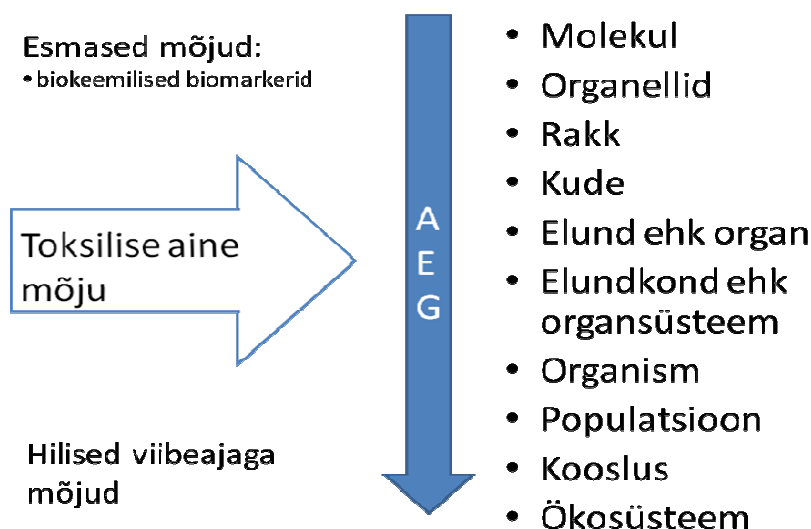 Esmased mõjud:
• biokeemilised biomarkerid
Toksilise aine
mõju
Hilised viibeajaga
mõjud
A
E
G
• Molekul
• Organellid
• Rakk
• Kude
• Elund ehk organ
• Elundkond ehk
organsüsteem
• Organism
• Populatsioon
• Kooslus
• Ökosüsteem